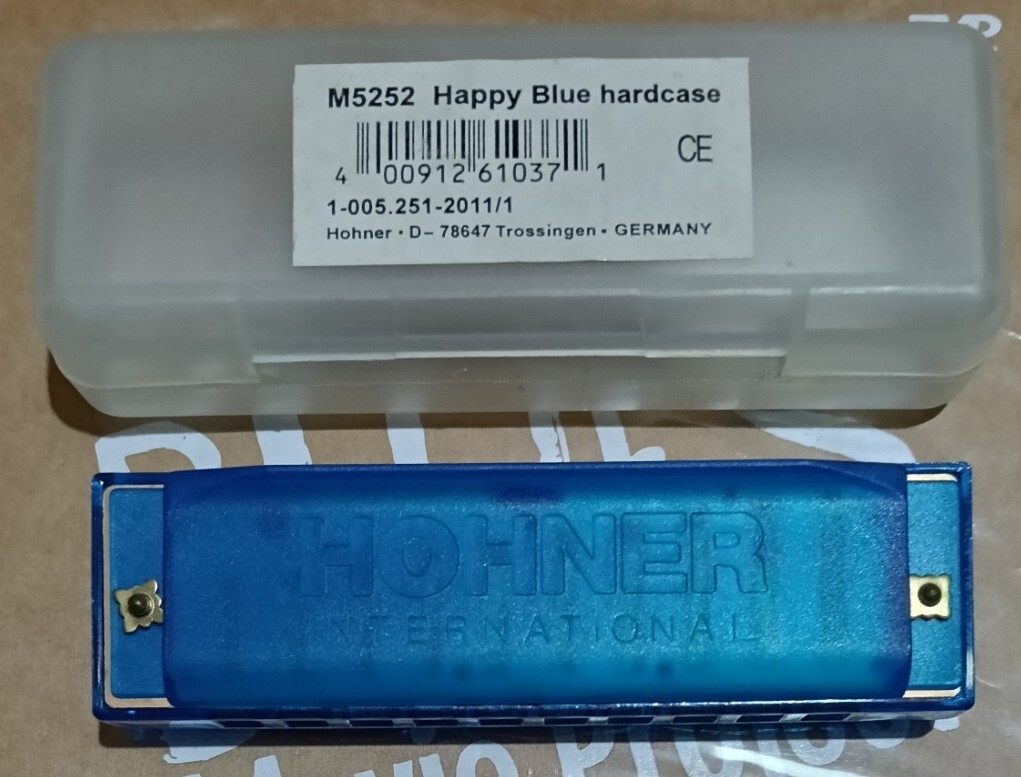 M5252 Happy Blue hardcase
CE
4 00912 61037 1
1-005.251-2011/1
Hohner · D– 78647 Trossingen · GERMANY
HOHNER
INTERNATIONAL